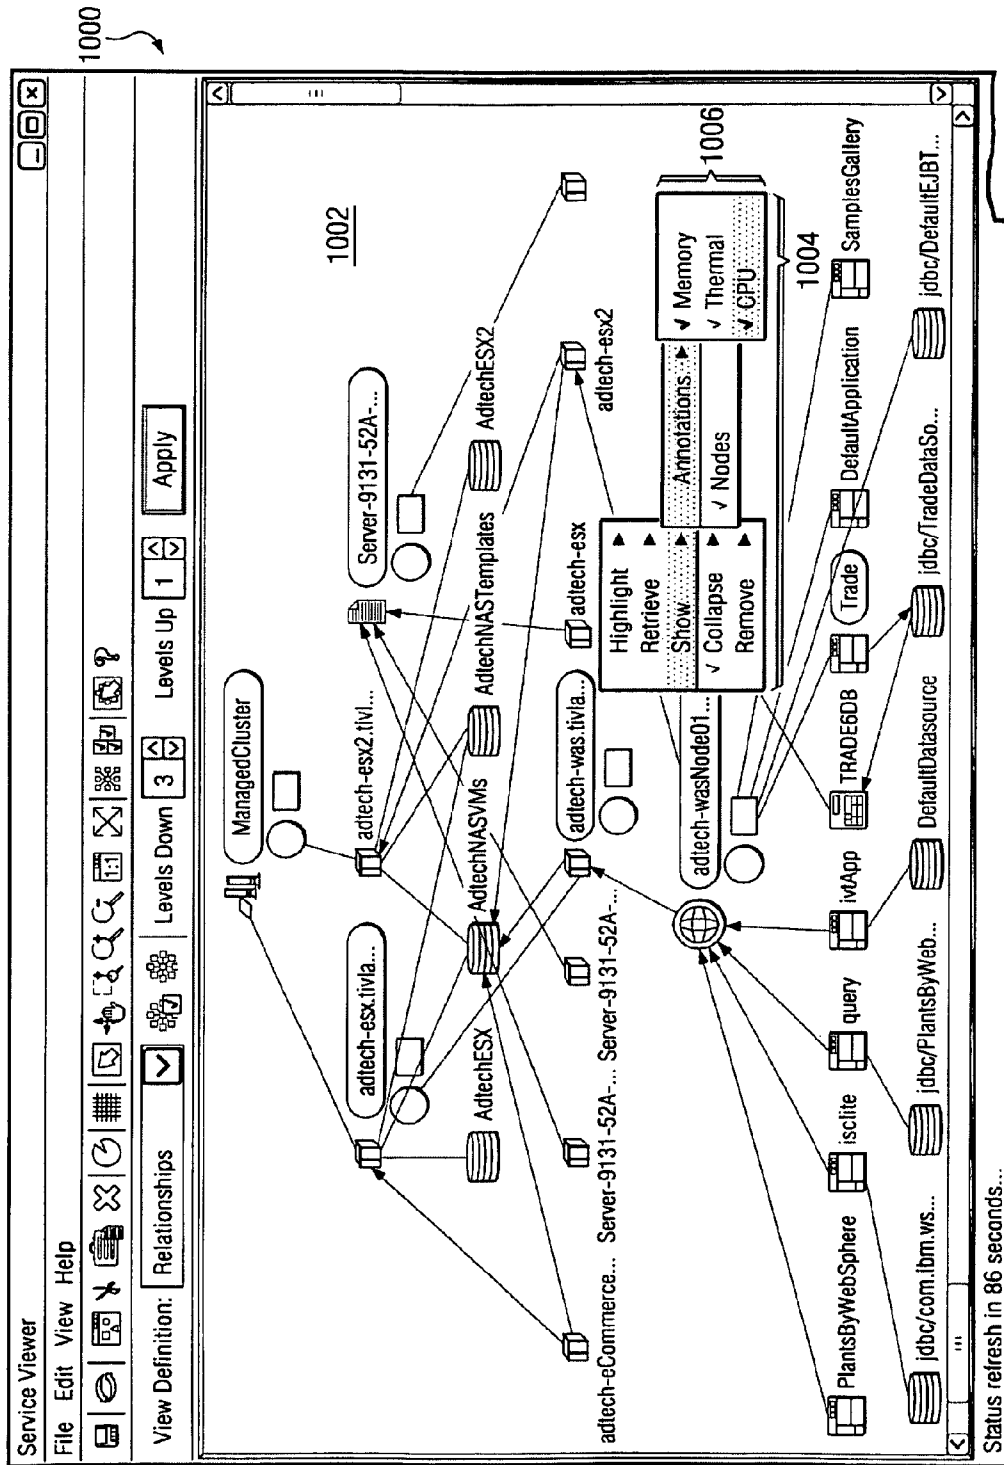 1000
Service Viewer
File Edit View Help
View Definition: Relationships Levels Down 3 Levels Up 1 Apply
1:1
1002
ManagedCluster
adtech-esx.tivla...
adtech-esx2.tivl...
Server-9131-52A-...
AdtechESX
AdtechNASVMs
AdtechNASTemplates
AdtechESX2
adtech-eCommerce...
Server-9131-52A-...
Server-9131-52A-...
adtech-was.tivla...
adtech-esx
adtech-esx2
adtech-wasNode01...
Highlight
Retrieve
Show
✓ Collapse
Remove
Annotations
✓ Nodes
✓ Memory
✓ Thermal
✓ CPU
1006
1004
PlantsByWebSphere
isclite
query
ivtApp
TRADE6DB
Trade
DefaultApplication
SamplesGallery
jdbc/com.ibm.ws...
jdbc/PlantsByWeb...
DefaultDatasource
jdbc/TradeDataSo...
jdbc/DefaultEJBT...
Status refresh in 86 seconds...